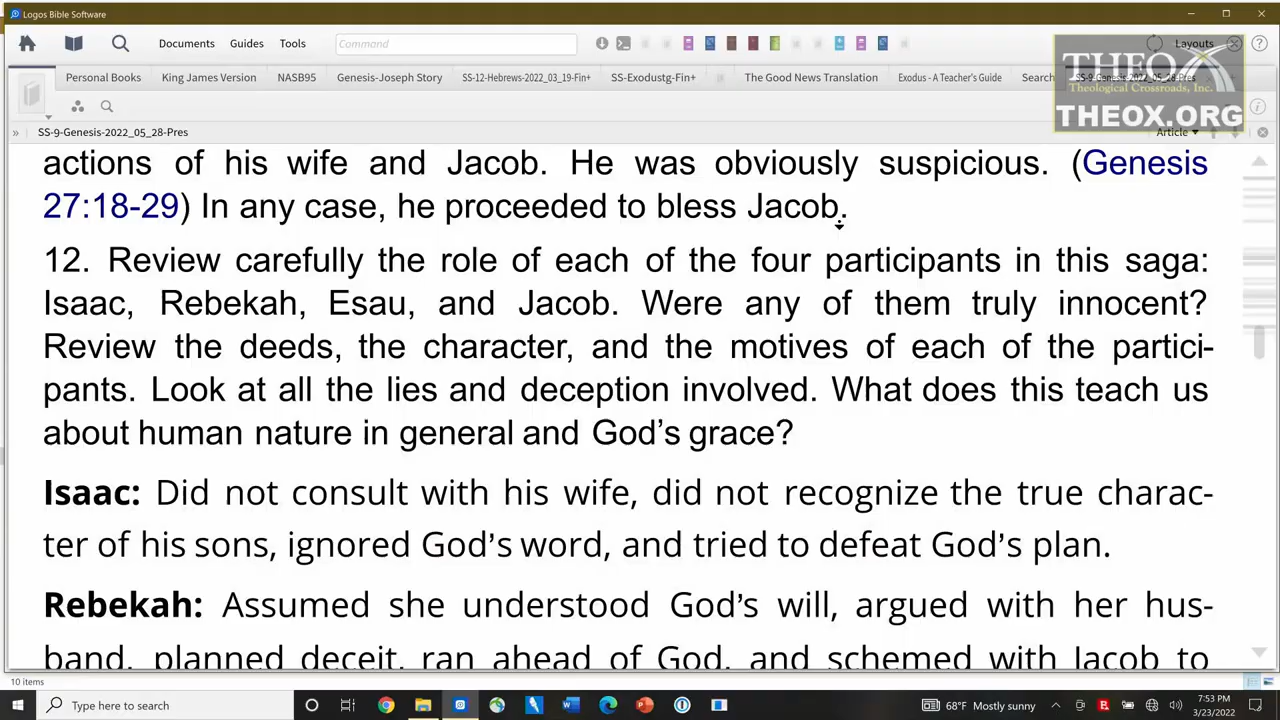 Logos Bible Software
Documents Guides Tools Command Layouts
Personal Books King James Version NASB95 Genesis-Joseph Story SS-12-Hebrews-2022_03_19-Fin+ SS-Exodustg-Fin+ The Good News Translation Exodus - A Teacher's Guide Search SS-9-Genesis-2022_05_28-Pres
THEOX
Theological Crossroads, Inc.
THEOX.ORG
SS-9-Genesis-2022_05_28-Pres Article
actions of his wife and Jacob. He was obviously suspicious. (Genesis
27:18-29) In any case, he proceeded to bless Jacob.
12. Review carefully the role of each of the four participants in this saga:
Isaac, Rebekah, Esau, and Jacob. Were any of them truly innocent?
Review the deeds, the character, and the motives of each of the partici-
pants. Look at all the lies and deception involved. What does this teach us
about human nature in general and God's grace?
Isaac: Did not consult with his wife, did not recognize the true charac-
ter of his sons, ignored God's word, and tried to defeat God's plan.
Rebekah: Assumed she understood God's will, argued with her hus-
band, planned deceit, ran ahead of God, and schemed with Jacob to
10 items
Type here to search 68°F Mostly sunny 7:53 PM
3/23/2022